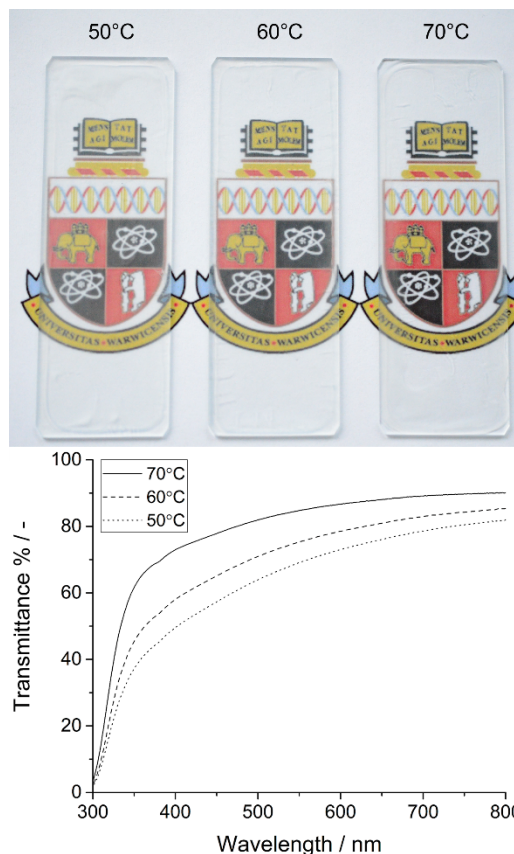 50°C 60°C 70°C
MENS TAT MENS TAT MENS TAT
AGI MOLEM AGI MOLEM AGI MOLEM
UNIVERSITAS • WARWICENSIS UNIVERSITAS • WARWICENSIS UNIVERSITAS • WARWICENSIS
100
80
60
40
20
0
Transmittance % / -
70°C
60°C
50°C
300 400 500 600 700 800
Wavelength / nm